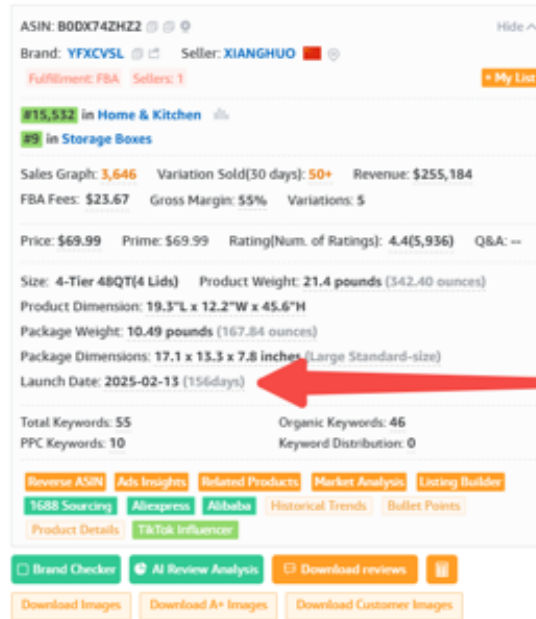 ASIN: B0DX74ZHZ2 Hide
Brand: YFXCVSL Seller: XIANGHUO
Fulfillment: FBA Sellers: 1 + My List
#15,532 in Home & Kitchen
#9 in Storage Boxes
Sales Graph: 3,646 Variation Sold(30 days): 50+ Revenue: $255,184
FBA Fees: $23.67 Gross Margin: 55% Variations: 5
Price: $69.99 Prime: $69.99 Rating(Num. of Ratings): 4.4(5,936) Q&A: --
Size: 4-Tier 48QT(4 Lids) Product Weight: 21.4 pounds (342.40 ounces)
Product Dimension: 19.3"L x 12.2"W x 45.6"H
Package Weight: 10.49 pounds (167.84 ounces)
Package Dimensions: 17.1 x 13.3 x 7.8 inches (Large Standard-size)
Launch Date: 2025-02-13 (156days)
Total Keywords: 55 Organic Keywords: 46
PPC Keywords: 10 Keyword Distribution: 0
Reverse ASIN Ads Insights Related Products Market Analysis Listing Builder
1688 Sourcing Aliexpress Alibaba Historical Trends Bullet Points
Product Details TikTok Influencer
Brand Checker AI Review Analysis Download reviews
Download Images Download A+ Images Download Customer Images